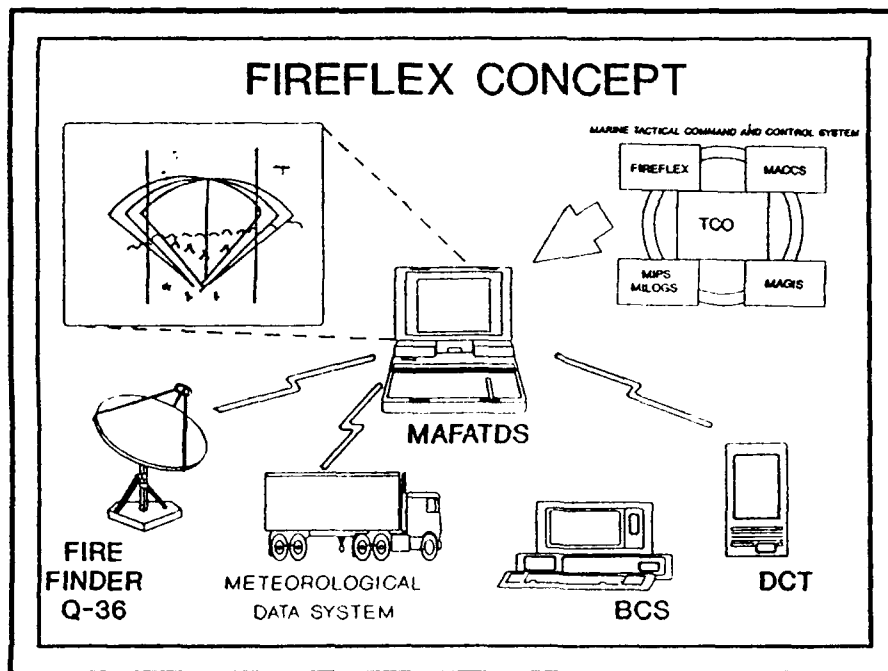 FIREFLEX CONCEPT
MARINE TACTICAL COMMAND AND CONTROL SYSTEM
FIREFLEX
MACCS
TCO
MIPS
MILOGS
MAGIS
MAFATDS
FIRE
FINDER
Q-36
METEOROLOGICAL
DATA SYSTEM
BCS
DCT